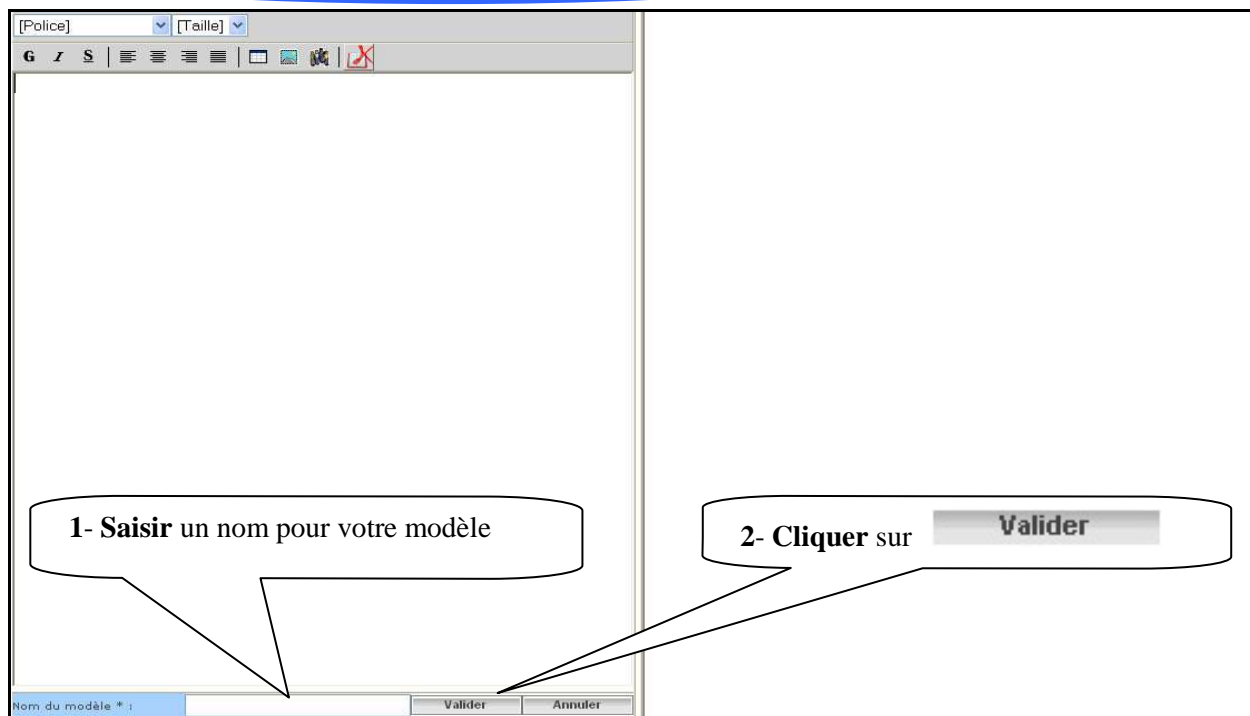 [Police] [Taille]
G I S
1- Saisir un nom pour votre modèle
2- Cliquer sur Valider
Nom du modèle * : Valider Annuler